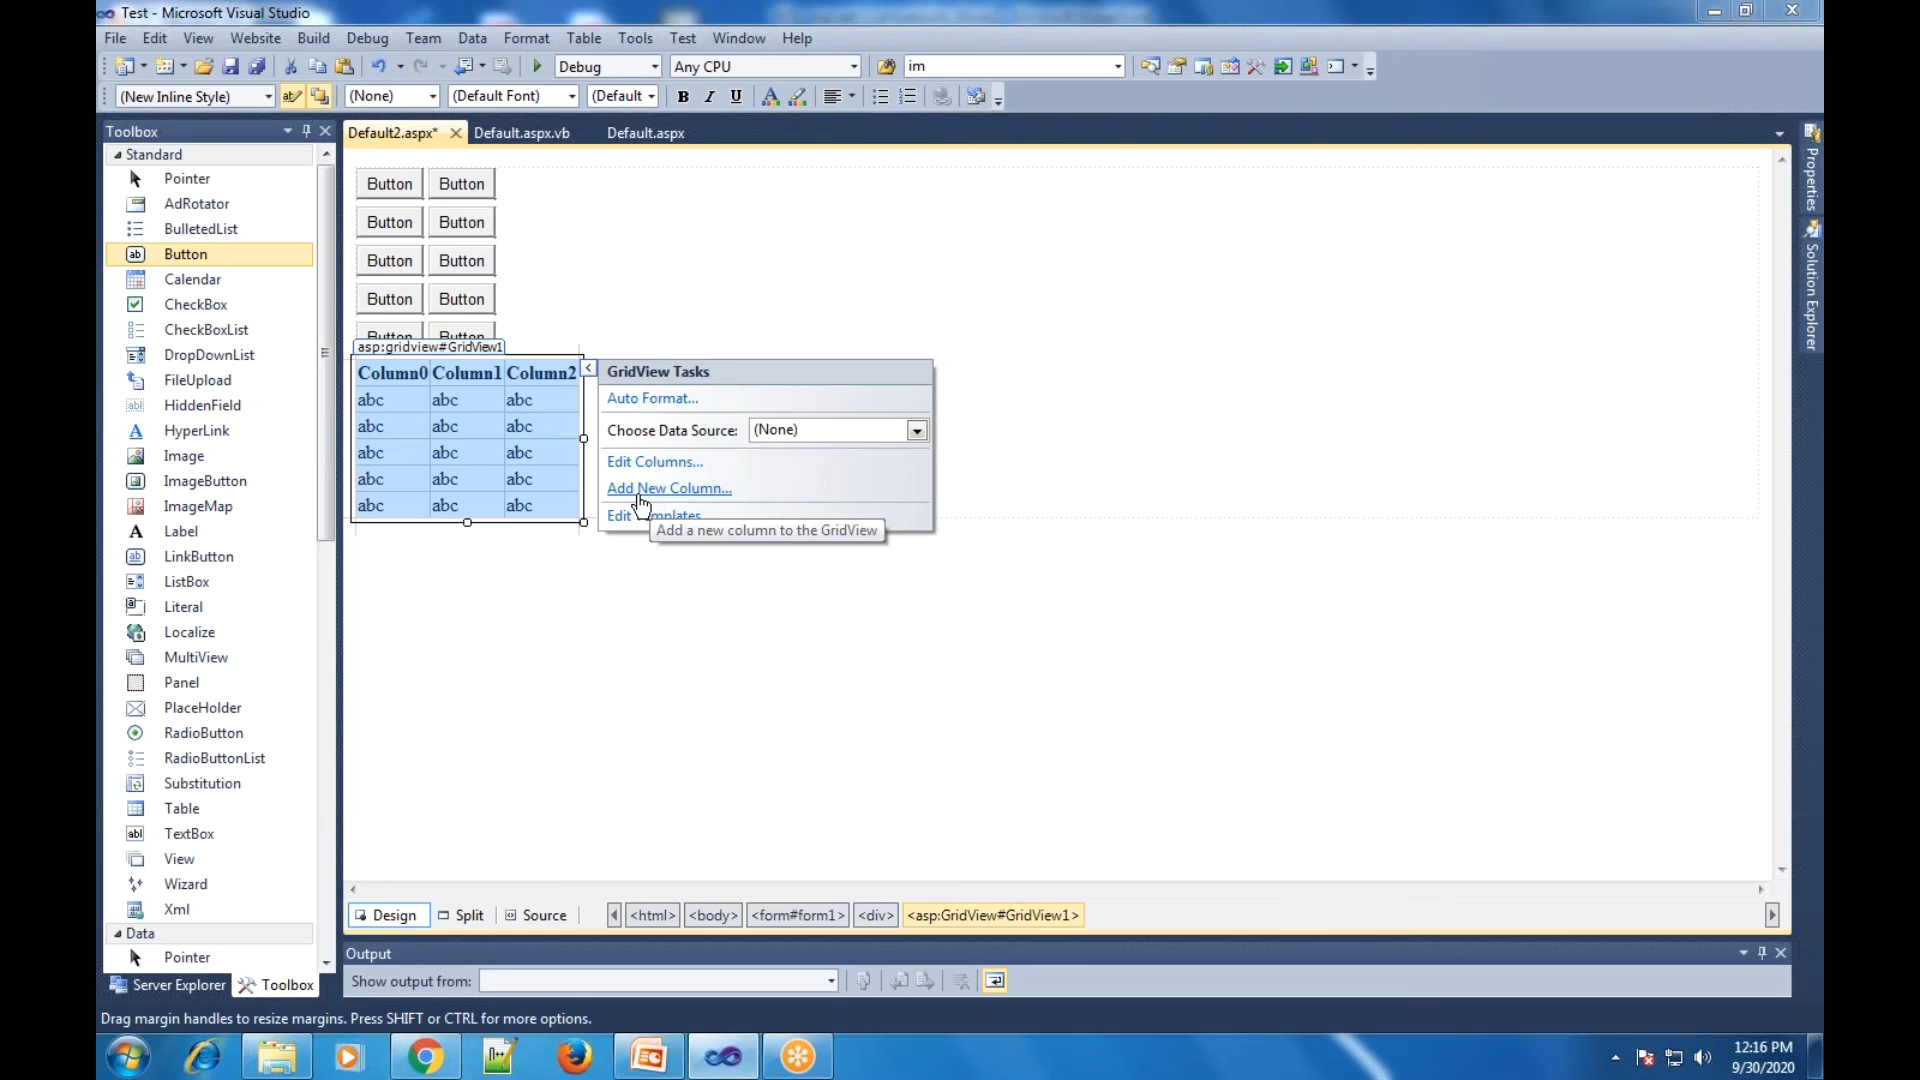 Test - Microsoft Visual Studio
File Edit View Website Build Debug Team Data Format Table Tools Test Window Help
Debug Any CPU im
(New Inline Style) (None) (Default Font) (Default B I U
Toolbox
Default2.aspx* Default.aspx.vb Default.aspx
Standard
Pointer
AdRotator
BulletedList
Button
Calendar
CheckBox
CheckBoxList
DropDownList
FileUpload
HiddenField
HyperLink
Image
ImageButton
ImageMap
Label
LinkButton
ListBox
Literal
Localize
MultiView
Panel
PlaceHolder
RadioButton
RadioButtonList
Substitution
Table
TextBox
View
Wizard
Xml
Data
Pointer
Server Explorer Toolbox
Button Button
Button Button
Button Button
Button Button
Button Button
asp:gridview#GridView1
Column0 Column1 Column2
abc abc abc
abc abc abc
abc abc abc
abc abc abc
abc abc abc
GridView Tasks
Auto Format...
Choose Data Source: (None)
Edit Columns...
Add New Column...
Edit Templates
Add a new column to the GridView
Properties
Solution Explorer
Design Split Source <html> <body> <form#form1> <div> <asp:GridView#GridView1>
Output
Show output from:
Drag margin handles to resize margins. Press SHIFT or CTRL for more options.
12:16 PM
9/30/2020